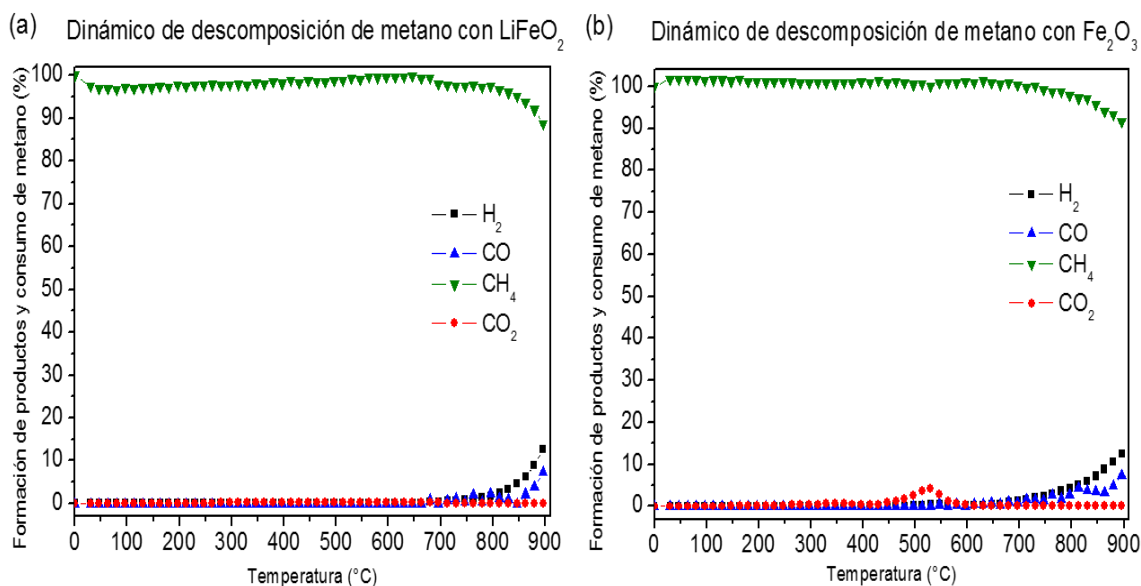 (a) Dinámico de descomposición de metano con LiFeO₂
Formación de productos y consumo de metano (%)
100
90
80
70
60
50
40
30
20
10
0
H₂
CO
CH₄
CO₂
0 100 200 300 400 500 600 700 800 900
Temperatura (°C)
(b) Dinámico de descomposición de metano con Fe₂O₃
Formación de productos y consumo de metano (%)
100
90
80
70
60
50
40
30
20
10
0
H₂
CO
CH₄
CO₂
0 100 200 300 400 500 600 700 800 900
Temperatura (°C)